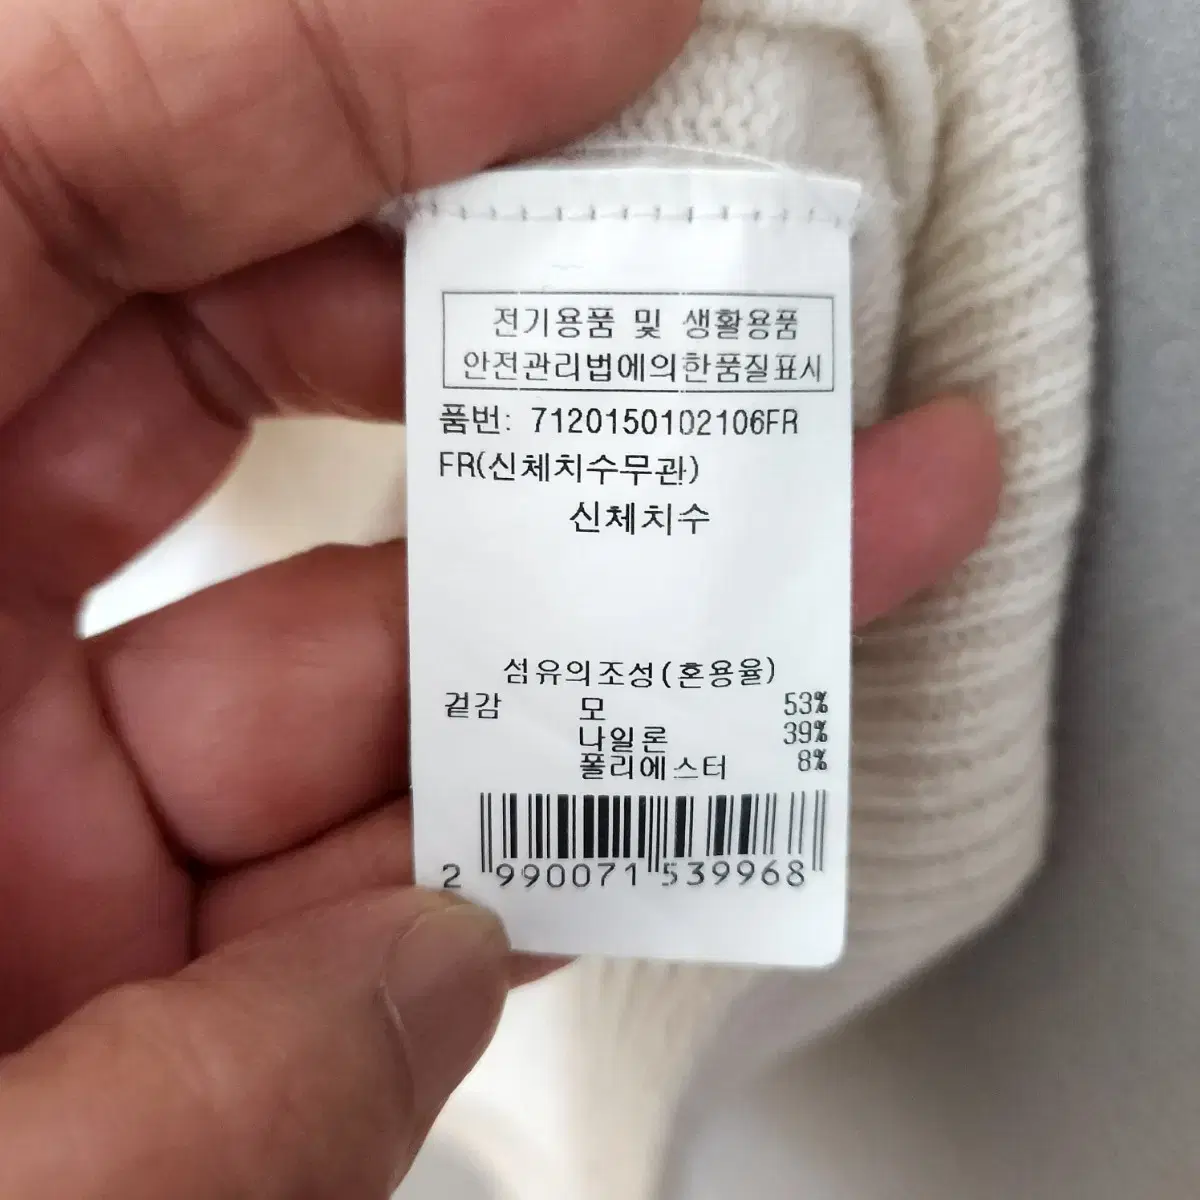 전기용품 및 생활용품
안전관리법에의한품질표시
품번: 7120150102106FR
FR(신체치수무관)
신체치수
섬유의조성(혼용율)
겉감 모 53%
나일론 39%
폴리에스터 8%
2 990071 539968